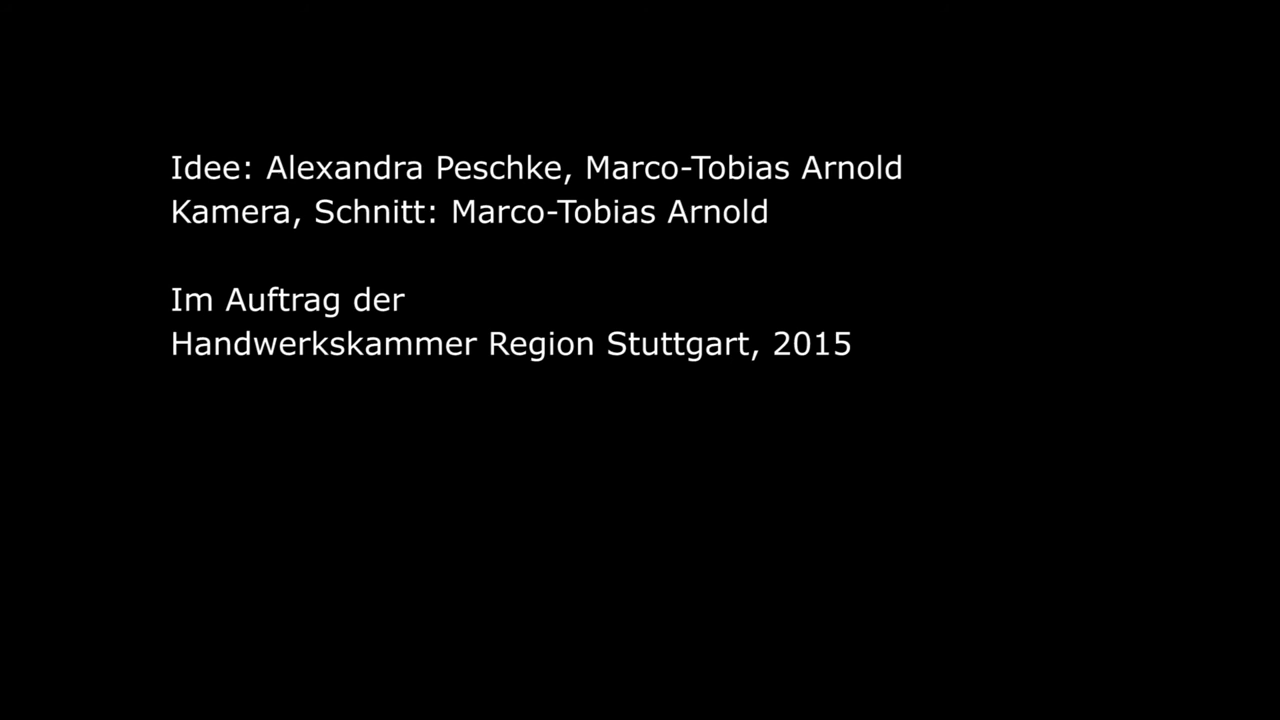 Idee: Alexandra Peschke, Marco-Tobias Arnold
Kamera, Schnitt: Marco-Tobias Arnold
Im Auftrag der
Handwerkskammer Region Stuttgart, 2015